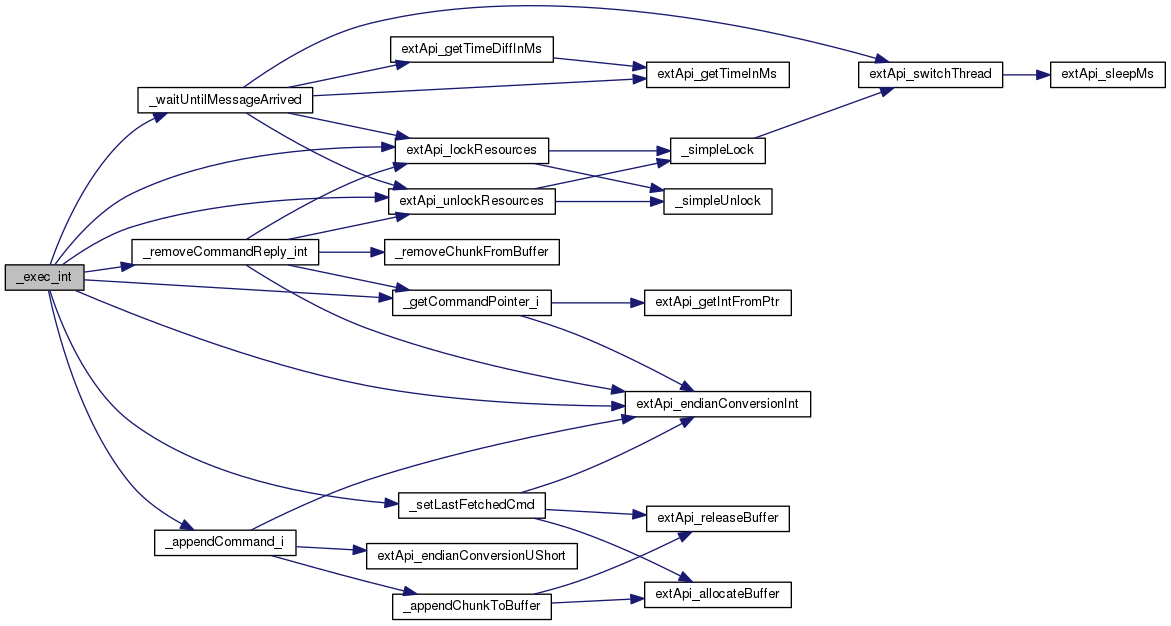 extApi_getTimeDiffInMs
extApi_getTimeInMs
extApi_switchThread
extApi_sleepMs
_waitUntilMessageArrived
extApi_lockResources
_simpleLock
extApi_unlockResources
_simpleUnlock
_removeCommandReply_int
_removeChunkFromBuffer
_exec_int
_getCommandPointer_i
extApi_getIntFromPtr
extApi_endianConversionInt
_setLastFetchedCmd
extApi_releaseBuffer
_appendCommand_i
extApi_endianConversionUShort
extApi_allocateBuffer
_appendChunkToBuffer